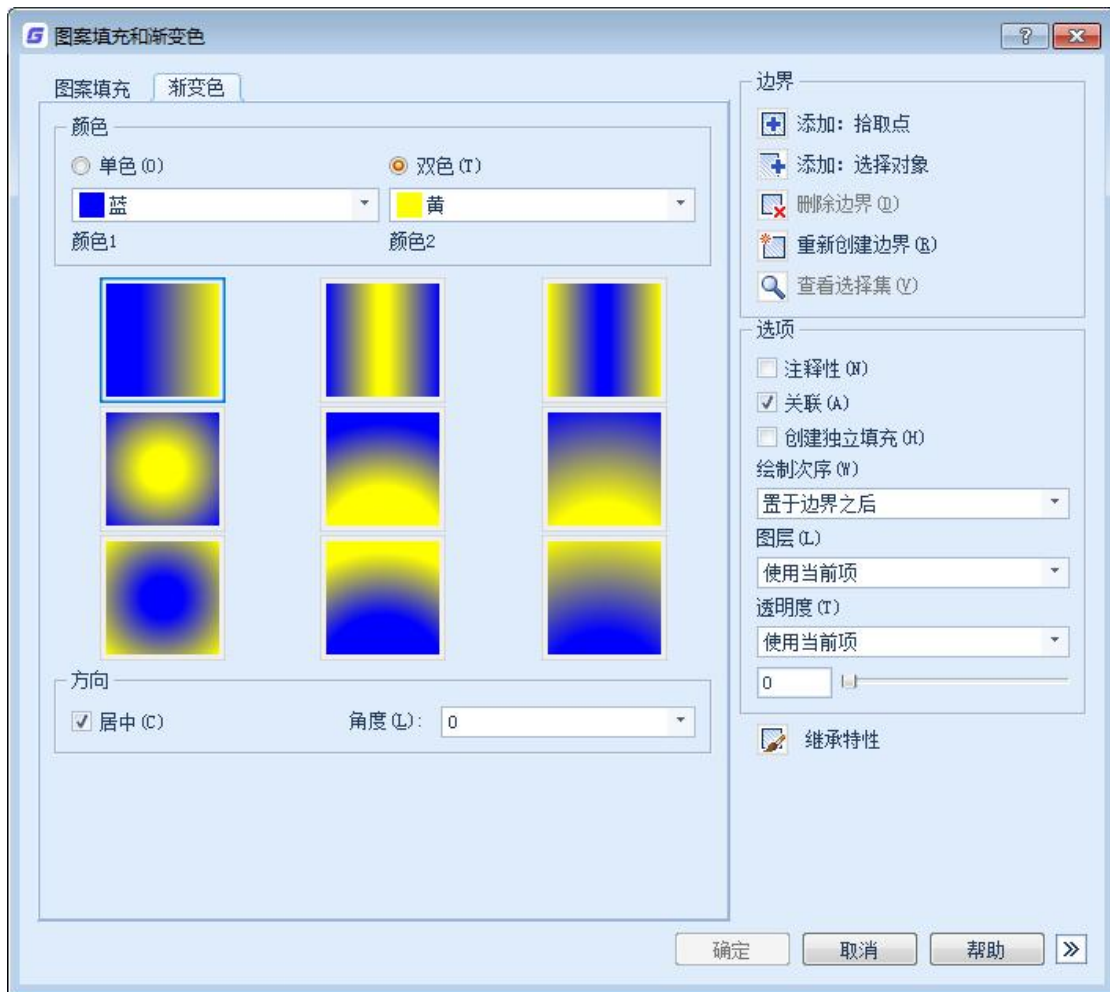 图案填充和渐变色
图案填充 渐变色
颜色
单色(O) 双色(T)
蓝 黄
颜色1 颜色2
方向
居中(C) 角度(L): 0
边界
添加: 拾取点
添加: 选择对象
删除边界(D)
重新创建边界(R)
查看选择集(V)
选项
注释性(N)
关联(A)
创建独立填充(H)
绘制次序(W)
置于边界之后
图层(L)
使用当前项
透明度(T)
使用当前项
0
继承特性
确定 取消 帮助